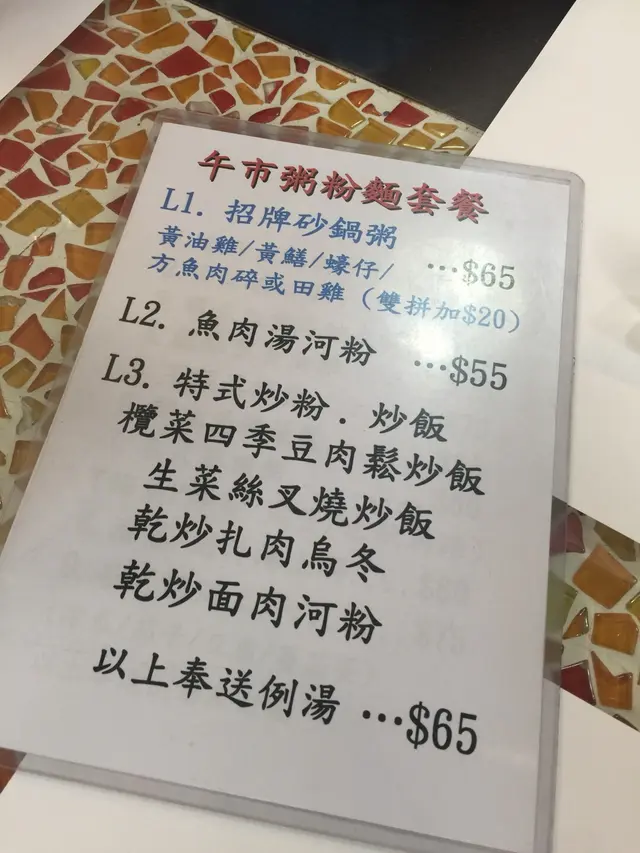 午市粥粉麵套餐
L1. 招牌砂鍋粥
黃油雞/黃鱔/蠔仔/ …$65
方魚肉碎或田雞（雙拼加$20）
L2. 魚肉湯河粉 …$55
L3. 特式炒粉．炒飯
欖菜四季豆肉鬆炒飯
生菜絲叉燒炒飯
乾炒扎肉烏冬
乾炒面肉河粉
以上奉送例湯 …$65